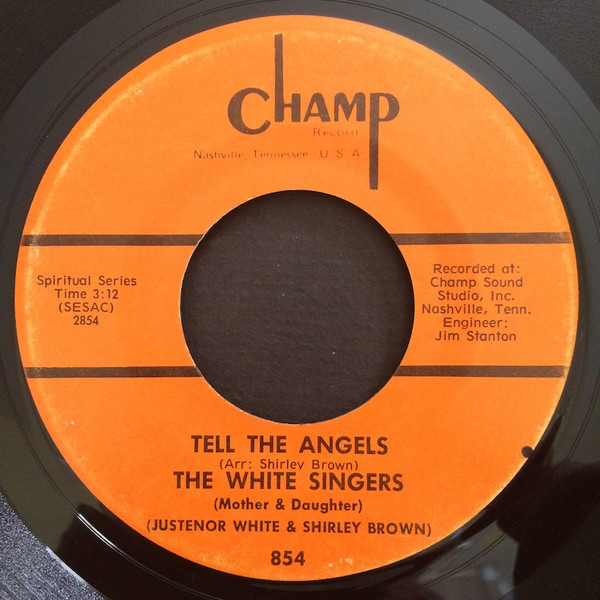 CHAMP
Record
Nashville, Tennessee U S A
Spiritual Series
Time 3:12
(SESAC)
2854
Recorded at:
Champ Sound
Studio, Inc.
Nashville, Tenn.
Engineer:
Jim Stanton
TELL THE ANGELS
(Arr: Shirley Brown)
THE WHITE SINGERS
(Mother & Daughter)
(JUSTENOR WHITE & SHIRLEY BROWN)
854